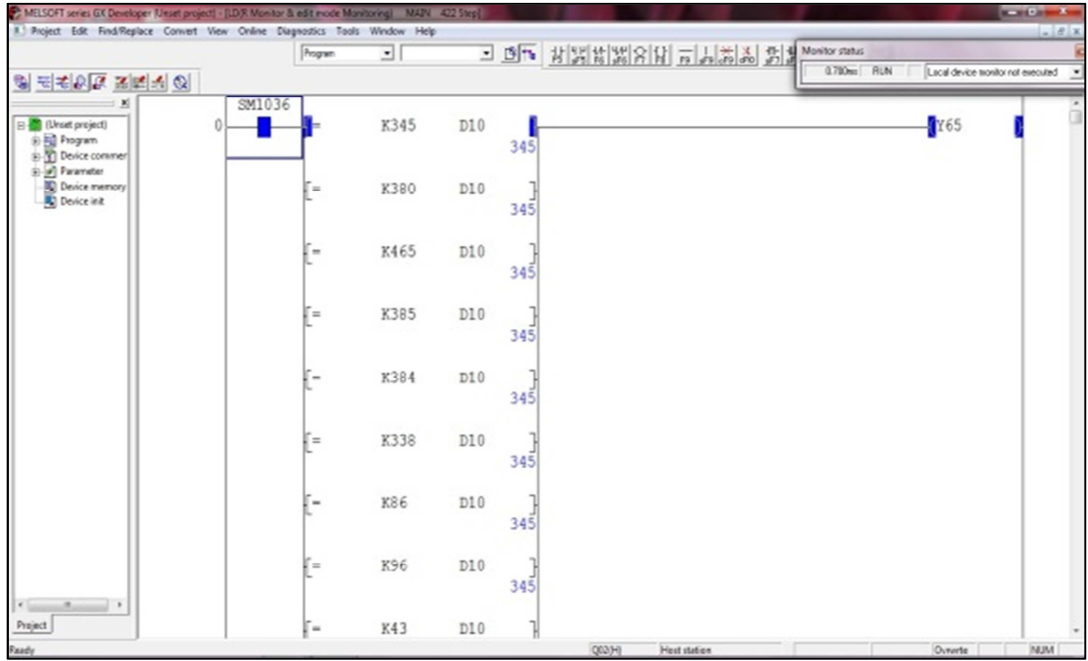 MELSOFT series GX Developer (Unset project) - [LD(R Monitor & edit mode Monitoring) MAIN 422 Step]
Project Edit Find/Replace Convert View Online Diagnostics Tools Window Help
Program
Monitor status
0.780ms RUN Local device monitor not executed
(Unset project)
Program
Device commer
Parameter
Device memory
Device init
SM1036
0 = K345 D10 Y65
345
= K380 D10
345
= K465 D10
345
= K385 D10
345
= K384 D10
345
= K338 D10
345
= K86 D10
345
= K96 D10
345
= K43 D10
Project
Ready Q02(H) Host station Ovrwrte NUM